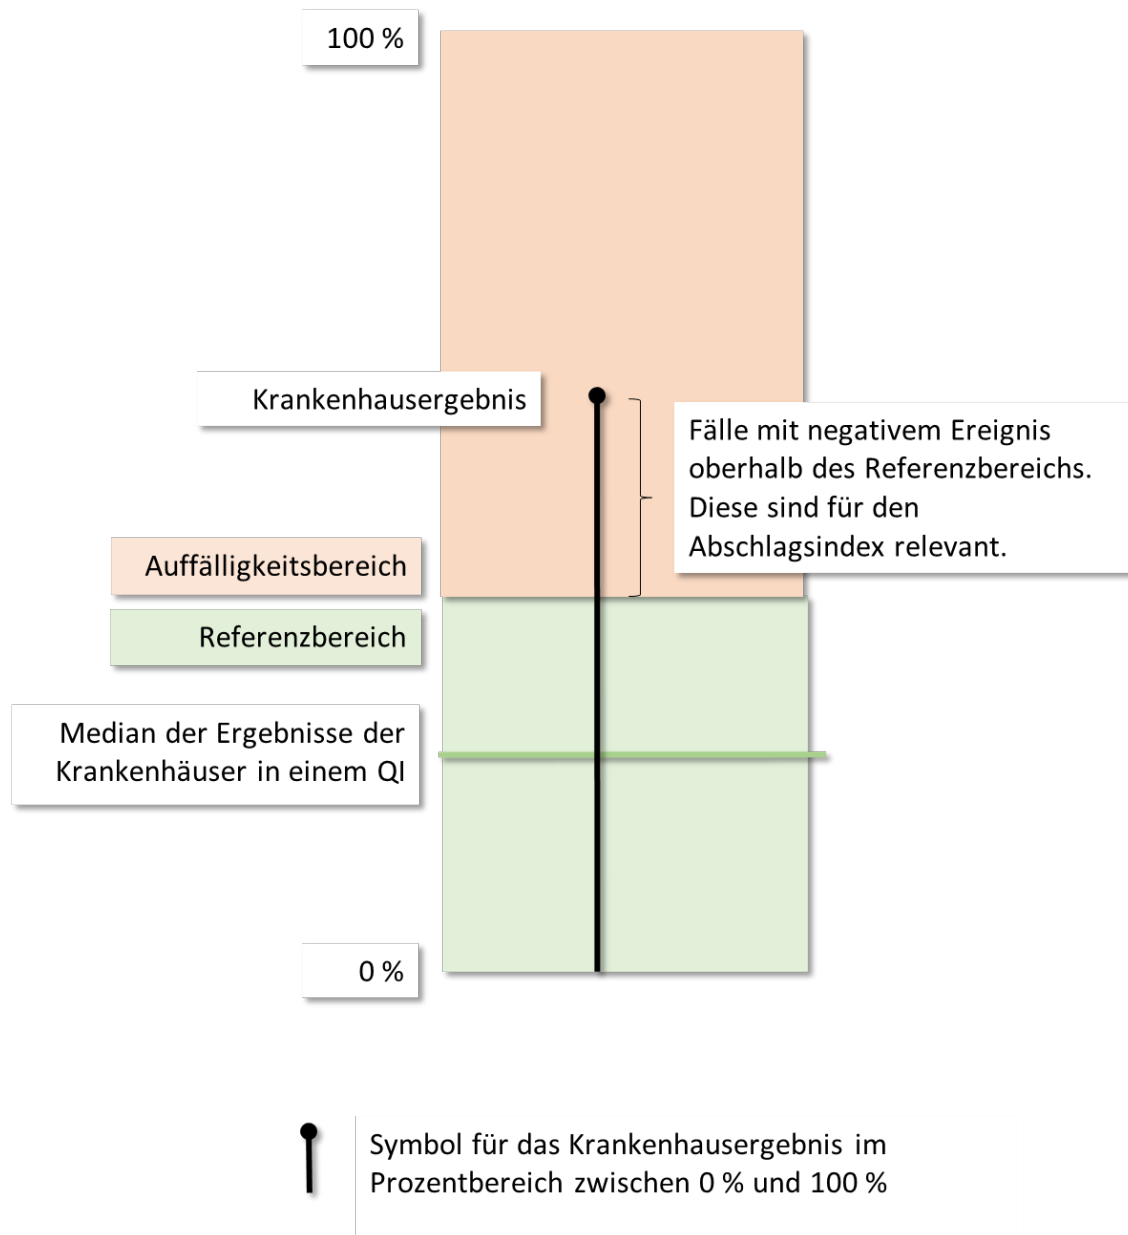 100 %
Krankenhausergebnis
Fälle mit negativem Ereignis
oberhalb des Referenzbereichs.
Diese sind für den
Abschlagsindex relevant.
Auffälligkeitsbereich
Referenzbereich
Median der Ergebnisse der
Krankenhäuser in einem QI
0 %
Symbol für das Krankenhausergebnis im
Prozentbereich zwischen 0 % und 100 %